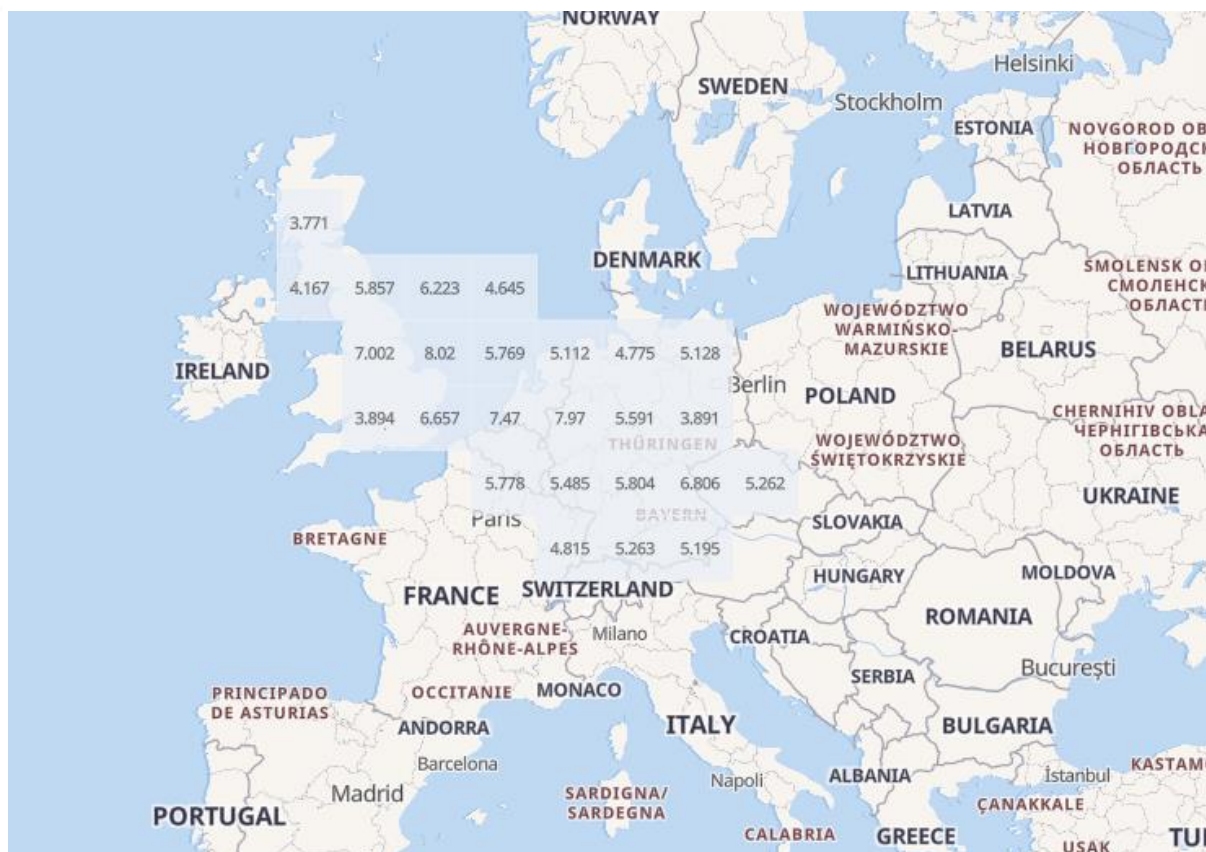 NORWAY
Helsinki
SWEDEN
Stockholm
ESTONIA
NOVGOROD OB
НОВГОРОДСК
ОБЛАСТЬ
LATVIA
3.771
DENMARK
LITHUANIA
SMOLENSK O
СМОЛЕНСК
ОБЛАСТЬ
4.167 5.857 6.223 4.645
WOJEWÓDZTWO
WARMIŃSKO-
MAZURSKIE
BELARUS
IRELAND
7.002 8.02 5.769 5.112 4.775 5.128
Berlin
POLAND
3.894 6.657 7.47 7.97 5.591 3.891
THÜRINGEN
WOJEWÓDZTWO
ŚWIĘTOKRZYSKIE
CHERNIHIV OBLA
ЧЕРНІГІВСЬКА
ОБЛАСТЬ
5.778 5.485 5.804 6.806 5.262
UKRAINE
Paris
BAYERN
SLOVAKIA
BRETAGNE
4.815 5.263 5.195
FRANCE
SWITZERLAND
HUNGARY
MOLDOVA
ROMANIA
AUVERGNE-
RHÔNE-ALPES
Milano
CROATIA
SERBIA
București
PRINCIPADO
DE ASTURIAS
OCCITANIE
MONACO
ANDORRA
ITALY
BULGARIA
Barcelona
Madrid
Napoli
ALBANIA
İstanbul
KASTAM
SARDIGNA/
SARDEGNA
ÇANAKKALE
PORTUGAL
CALABRIA
GREECE
UŞAK
TU